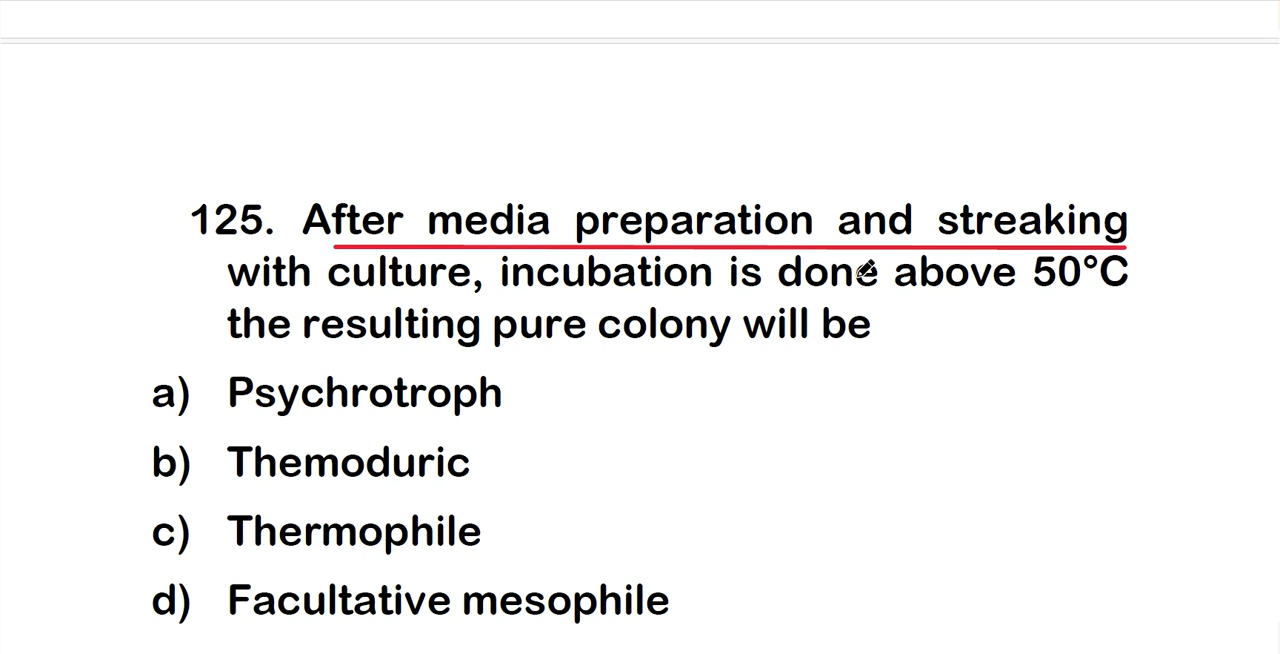 125. After media preparation and streaking
with culture, incubation is done above 50°C
the resulting pure colony will be
a) Psychrotroph
b) Themoduric
c) Thermophile
d) Facultative mesophile